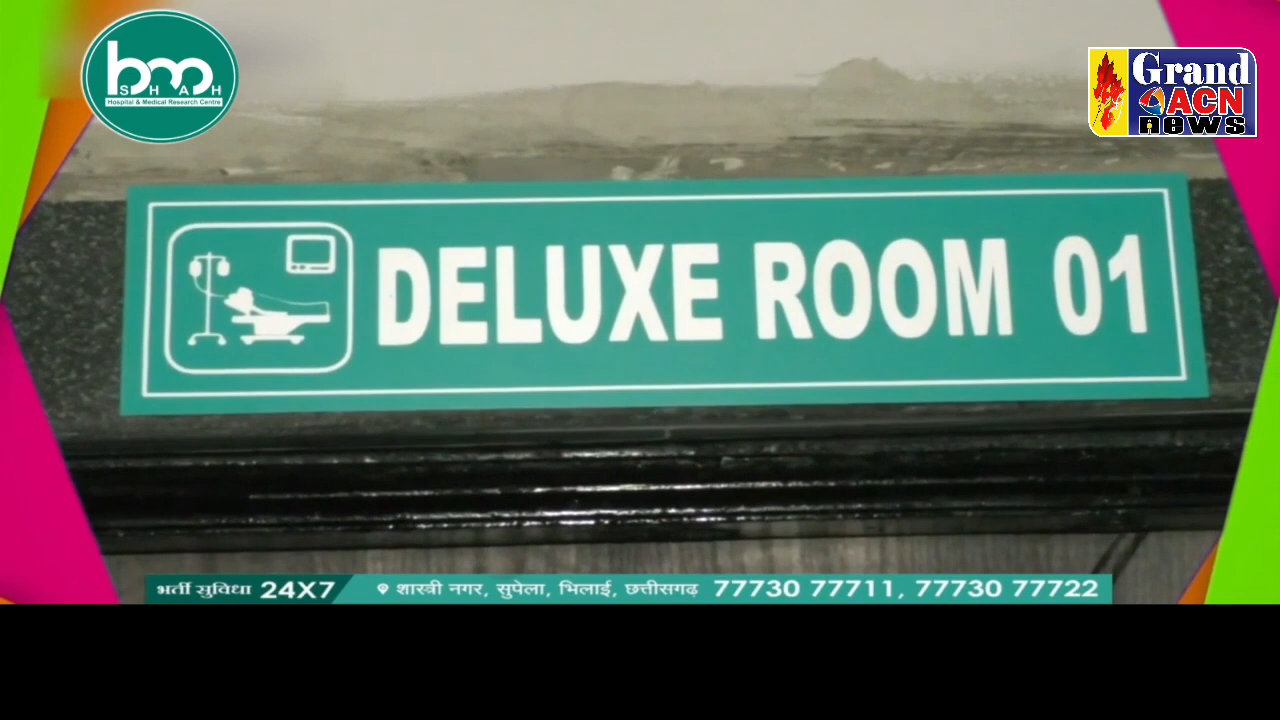 bm
SHAH
Hospital & Medical Research Centre
Grand
ACN
news
DELUXE ROOM 01
भर्ती सुविधा 24X7
शास्त्री नगर, सुपेला, भिलाई, छत्तीसगढ़ 77730 77711, 77730 77722